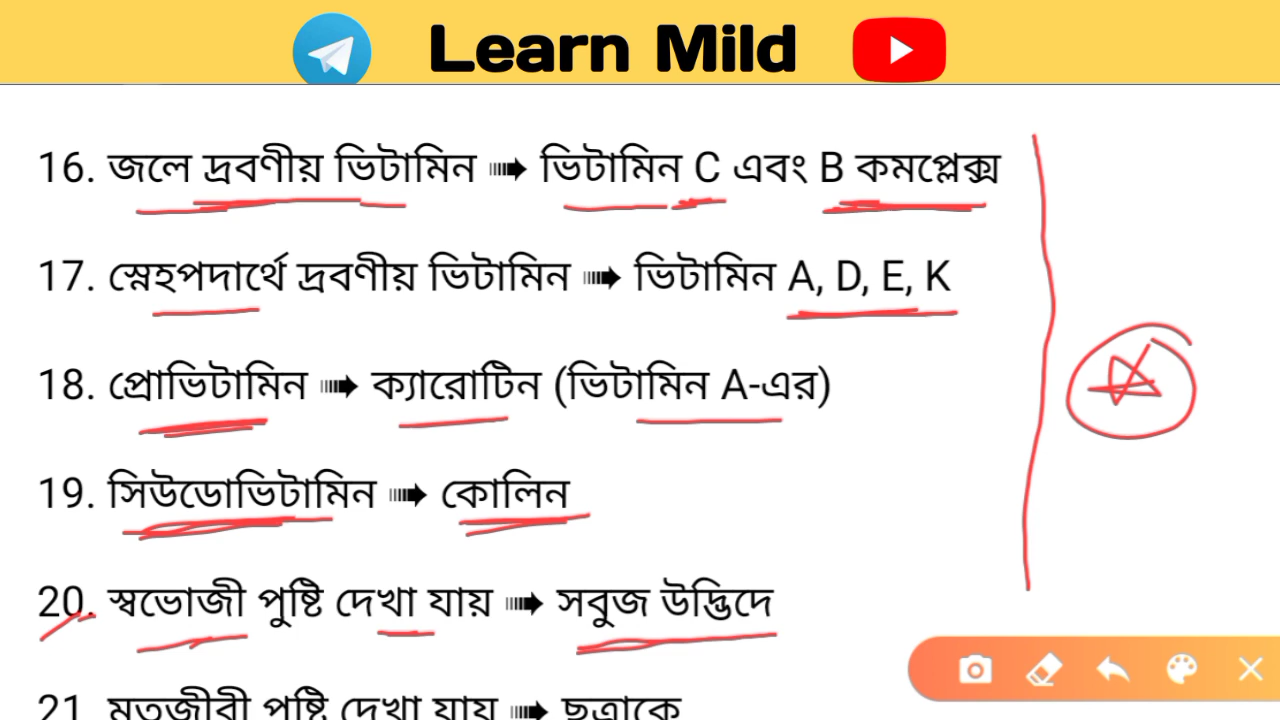 Learn Mild
16. জলে দ্রবণীয় ভিটামিন ➠ ভিটামিন C এবং B কমপ্লেক্স
17. স্নেহপদার্থে দ্রবণীয় ভিটামিন ➠ ভিটামিন A, D, E, K
18. প্রোভিটামিন ➠ ক্যারোটিন (ভিটামিন A-এর)
19. সিউডোভিটামিন ➠ কোলিন
20. স্বভোজী পুষ্টি দেখা যায় ➠ সবুজ উদ্ভিদে
21. মৃতজীবী পুষ্টি দেখা যায় ➠ ছত্রাকে